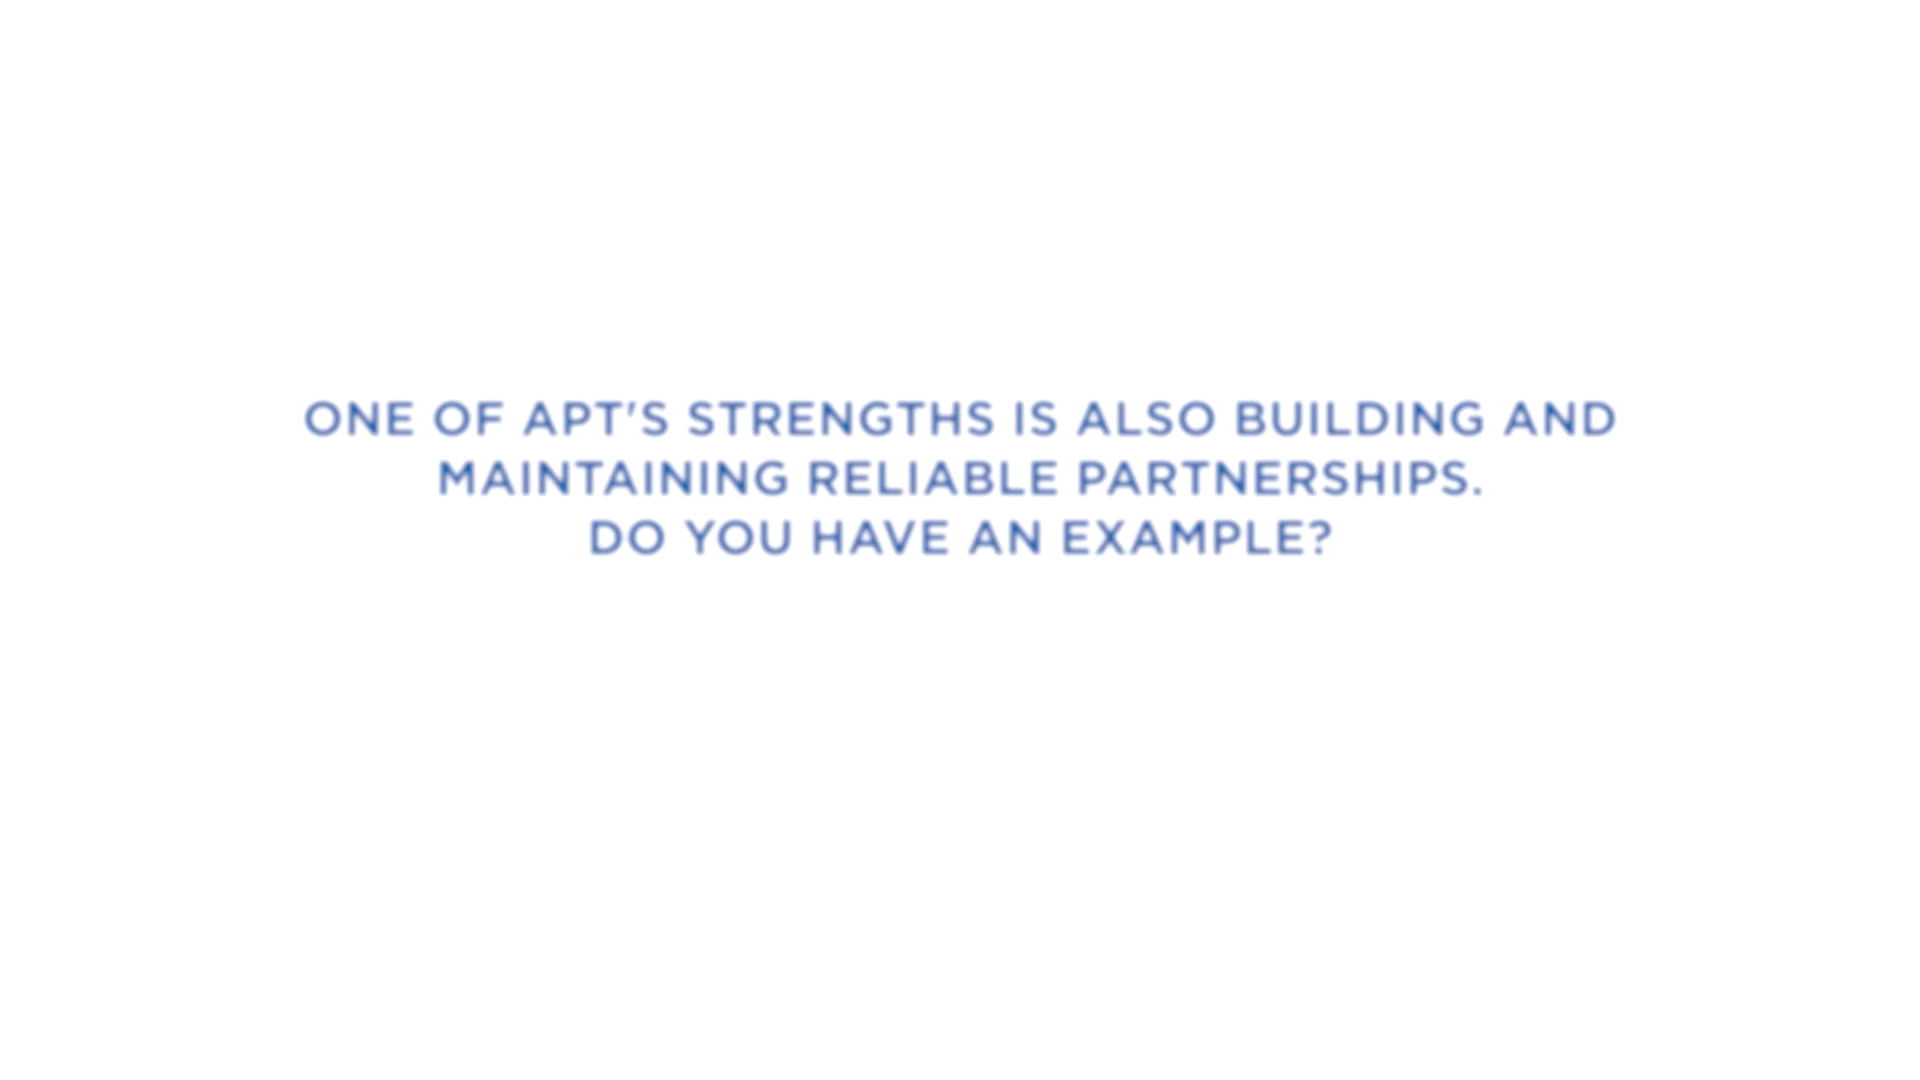 ONE OF APT'S STRENGTHS IS ALSO BUILDING AND
MAINTAINING RELIABLE PARTNERSHIPS.
DO YOU HAVE AN EXAMPLE?